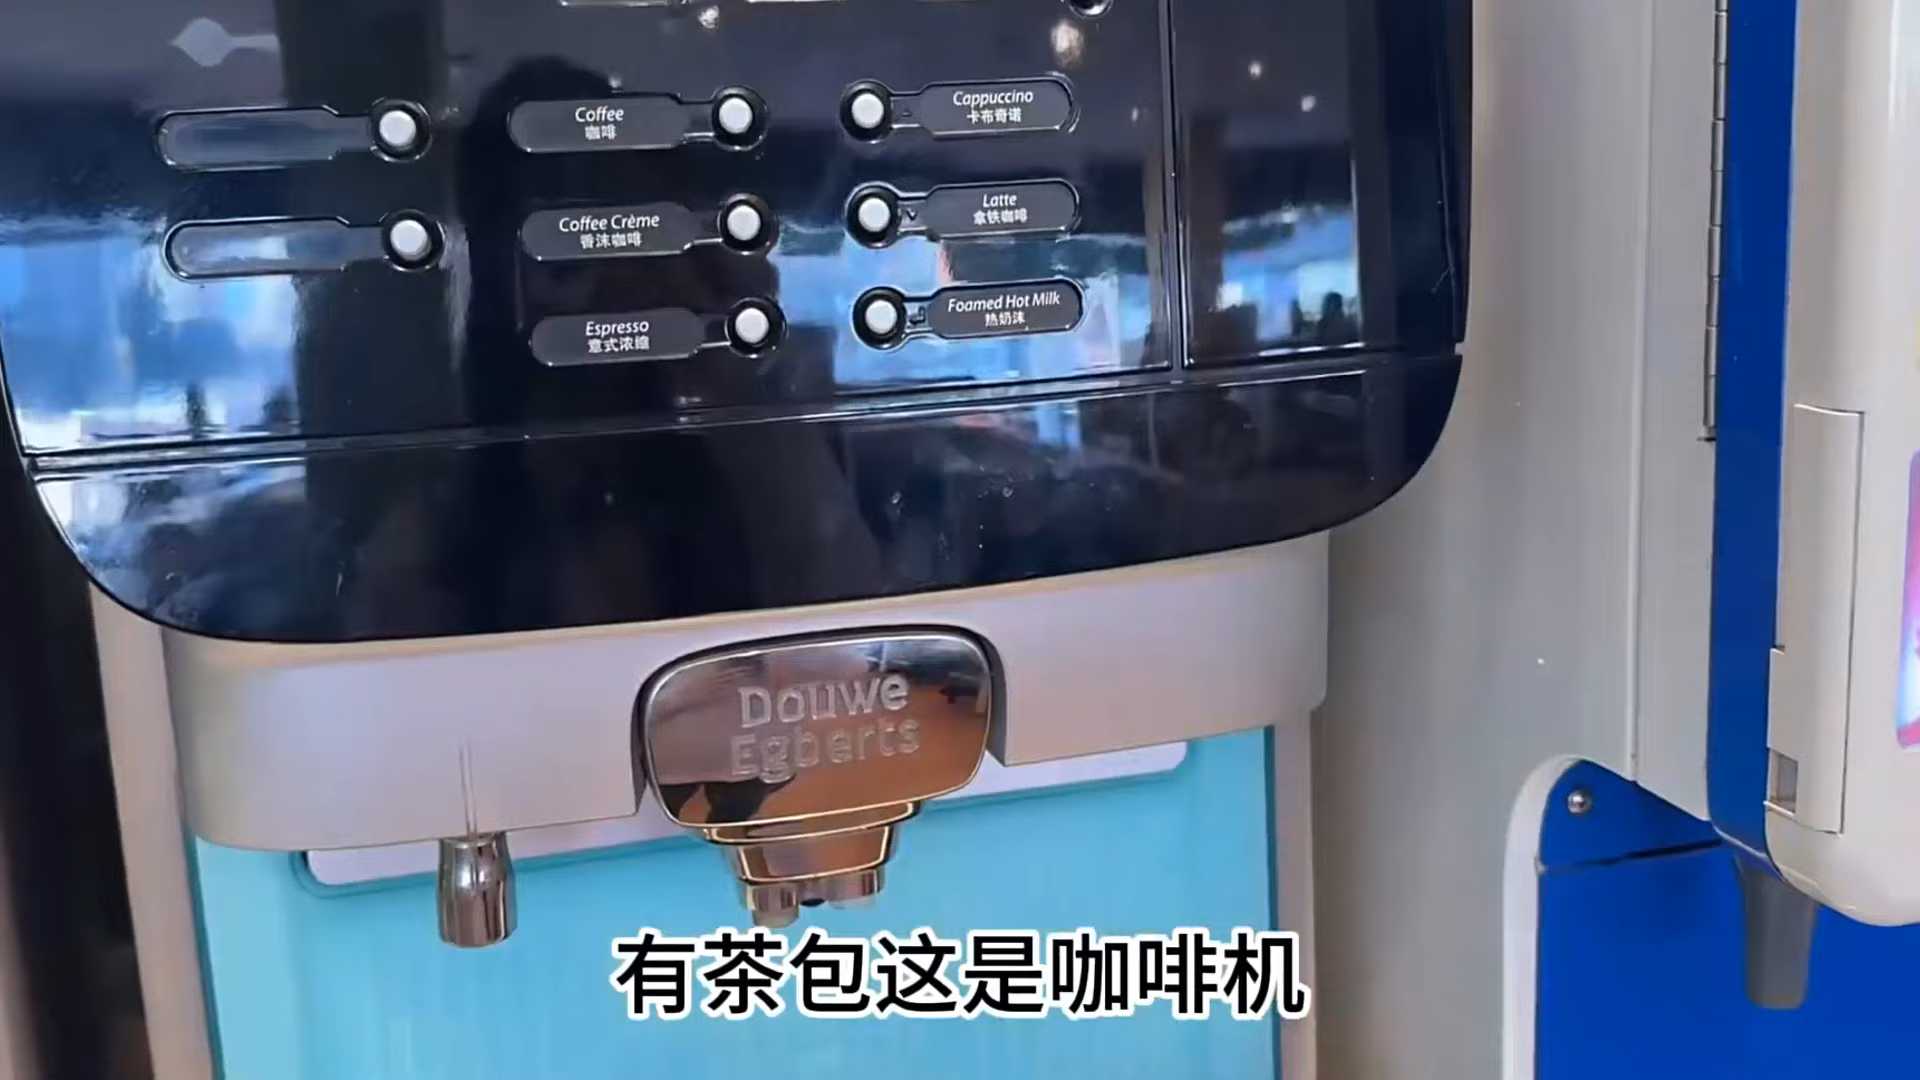 Coffee
咖啡
Cappuccino
卡布奇诺
Coffee Crème
香沫咖啡
Latte
拿铁咖啡
Espresso
意式浓缩
Foamed Hot Milk
热奶沫
Douwe
Egberts
有茶包这是咖啡机